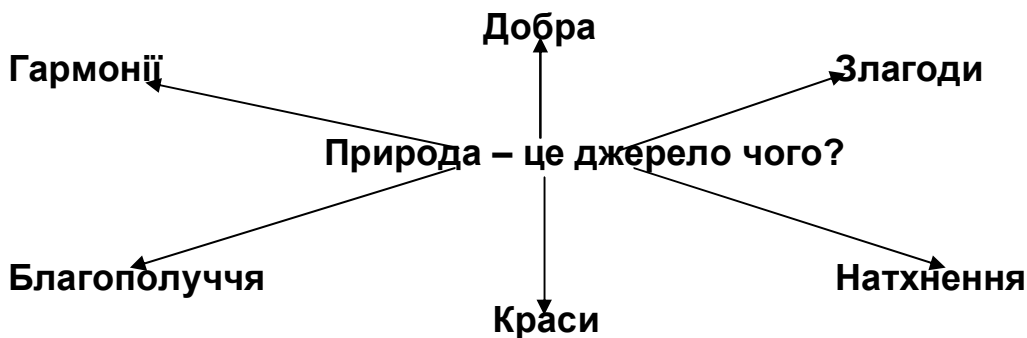 Добра
Гармонії
Злагоди
Природа – це джерело чого?
Благополуччя
Натхнення
Краси